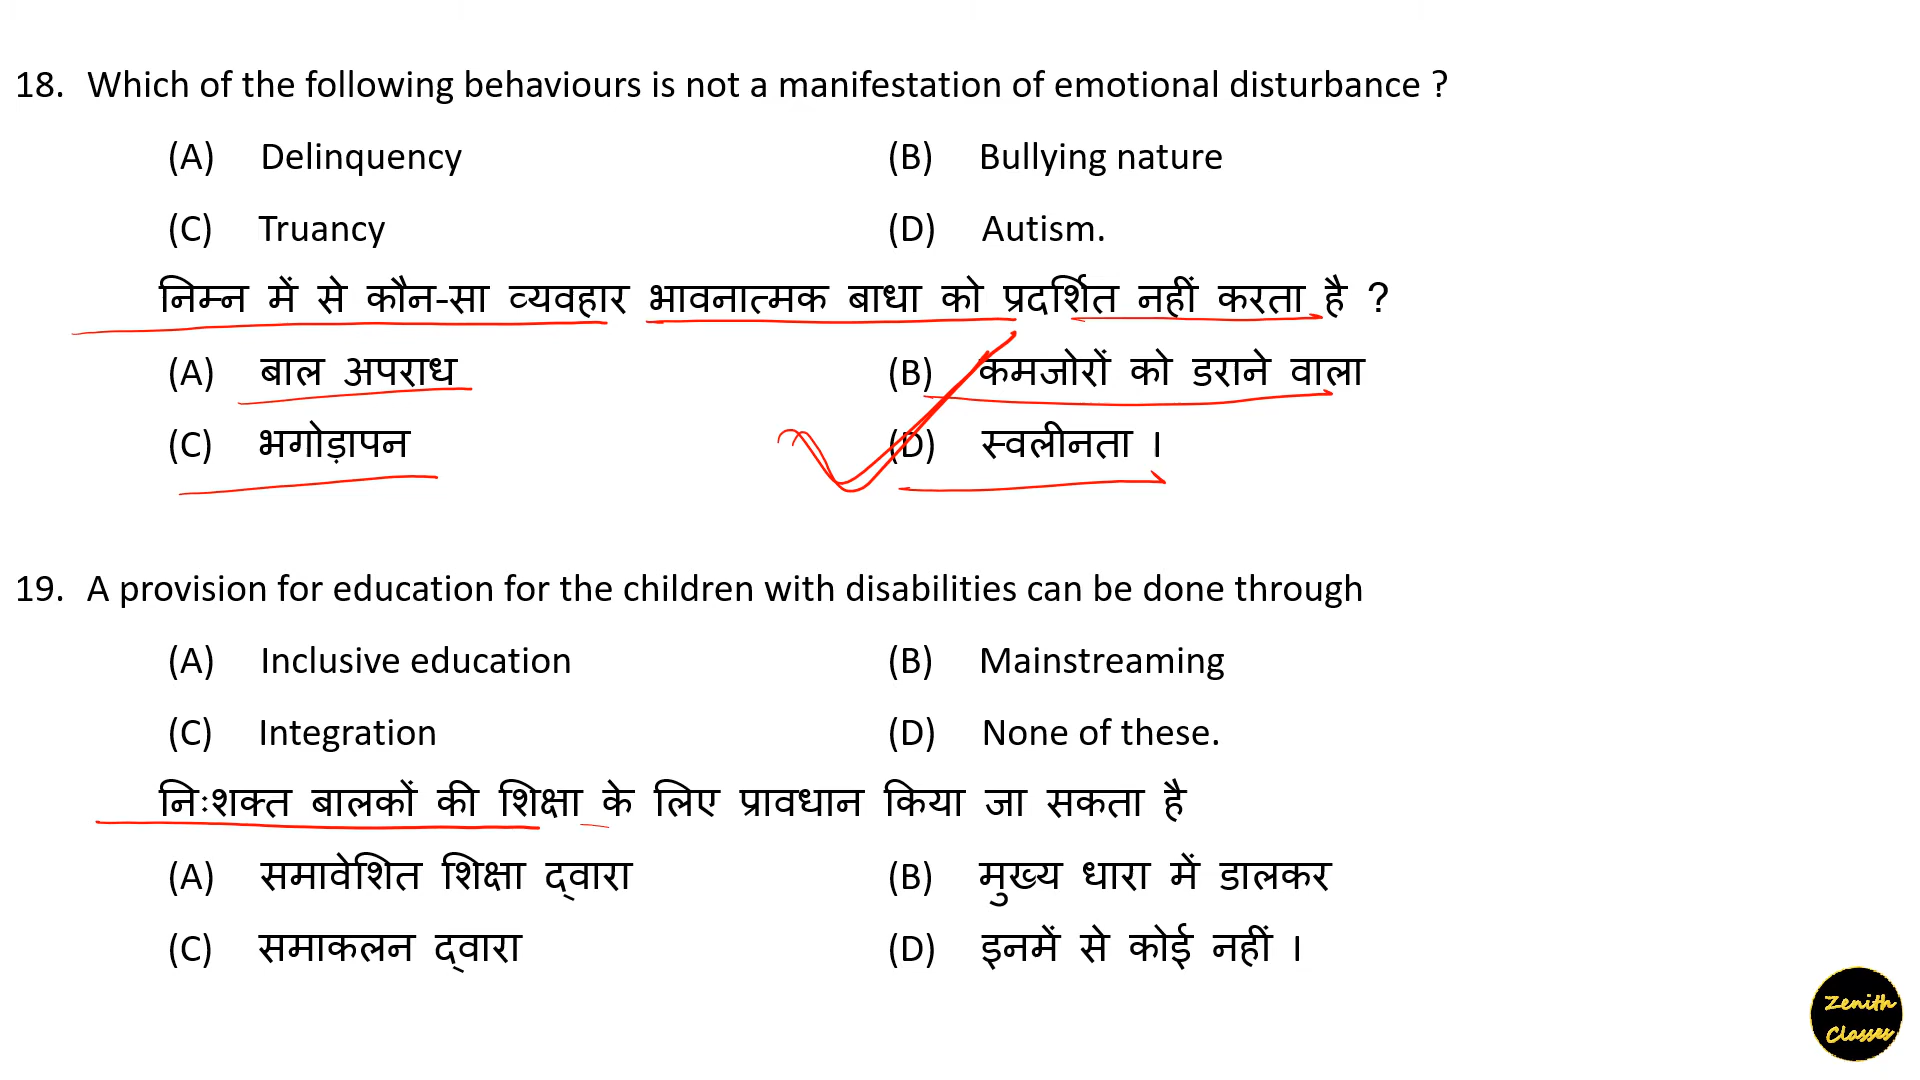 18. Which of the following behaviours is not a manifestation of emotional disturbance ?
(A) Delinquency (B) Bullying nature
(C) Truancy (D) Autism.
निम्न में से कौन-सा व्यवहार भावनात्मक बाधा को प्रदर्शित नहीं करता है ?
(A) बाल अपराध (B) कमजोरों को डराने वाला
(C) भगोड़ापन (D) स्वलीनता ।
19. A provision for education for the children with disabilities can be done through
(A) Inclusive education (B) Mainstreaming
(C) Integration (D) None of these.
निःशक्त बालकों की शिक्षा के लिए प्रावधान किया जा सकता है
(A) समावेशित शिक्षा द्वारा (B) मुख्य धारा में डालकर
(C) समाकलन द्वारा (D) इनमें से कोई नहीं ।
Zenith
Classes